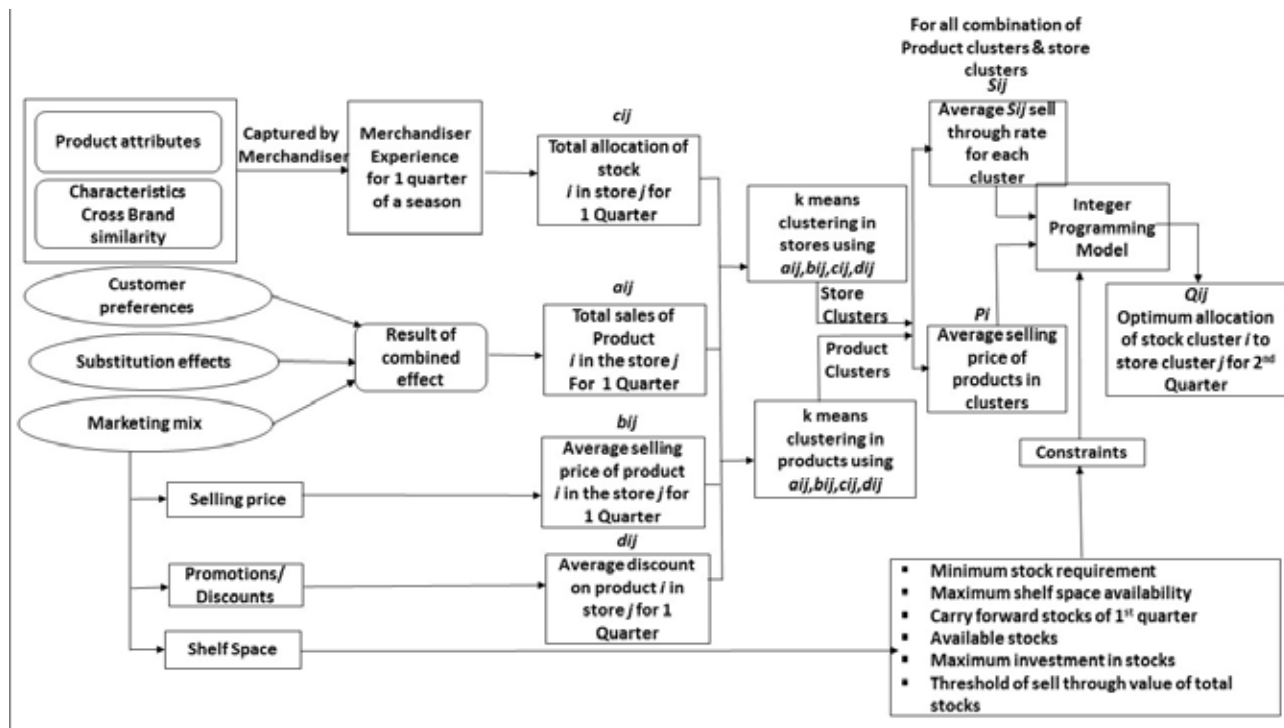 For all combination of
Product clusters & store
clusters
Sij
Product attributes
Characteristics
Cross Brand
similarity
Captured by
Merchandiser
Merchandiser
Experience
for 1 quarter
of a season
cij
Total allocation of
stock
i in store j for
1 Quarter
Average Sij sell
through rate
for each
cluster
k means
clustering in
stores using
aij,bij,cij,dij
Integer
Programming
Model
Customer
preferences
Substitution effects
Marketing mix
Result of
combined
effect
aij
Total sales of
Product
i in the store j
For 1 Quarter
Store
Clusters
Product
Clusters
Pi
Average selling
price of
products in
clusters
Qij
Optimum allocation
of stock cluster i to
store cluster j for 2nd
Quarter
bij
Average selling
price of product
i in the store j for
1 Quarter
k means
clustering in
products using
aij,bij,cij,dij
Constraints
Selling price
dij
Average discount
on product i in
store j for 1
Quarter
Promotions/
Discounts
Shelf Space
▪ Minimum stock requirement
▪ Maximum shelf space availability
▪ Carry forward stocks of 1st quarter
▪ Available stocks
▪ Maximum investment in stocks
▪ Threshold of sell through value of total
stocks